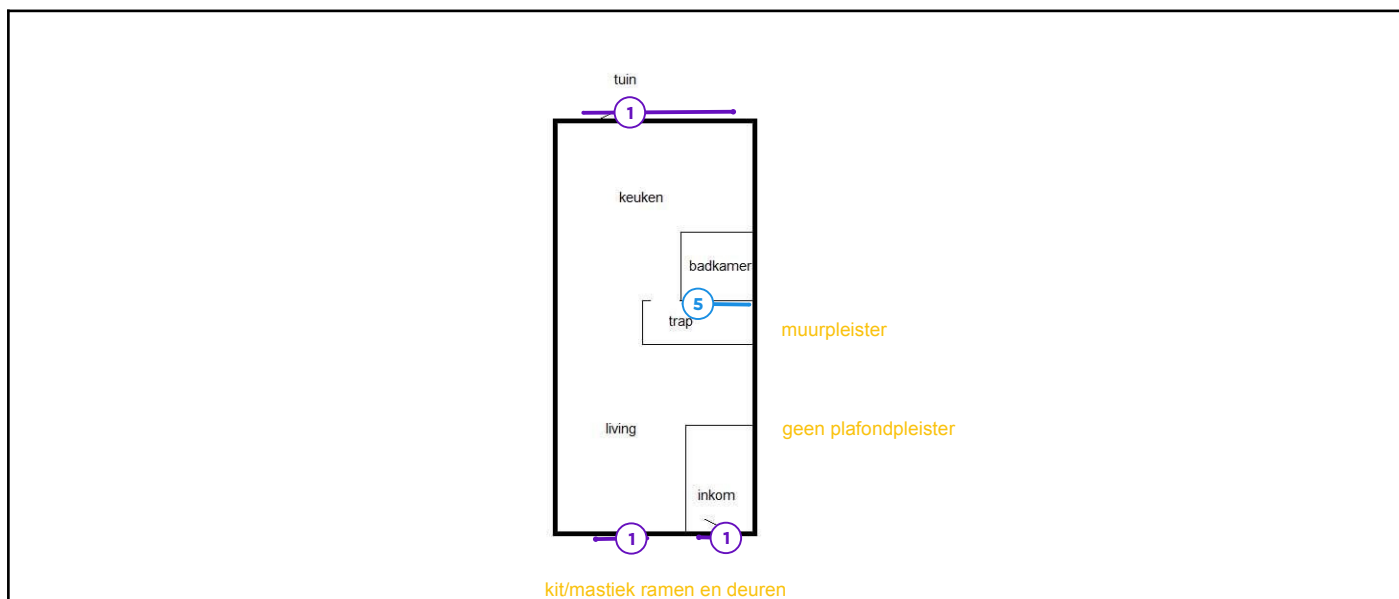 tuin
1
keuken
badkamer
5
trap
muurpleister
living
geen plafondpleister
inkom
1
1
kit/mastiek ramen en deuren